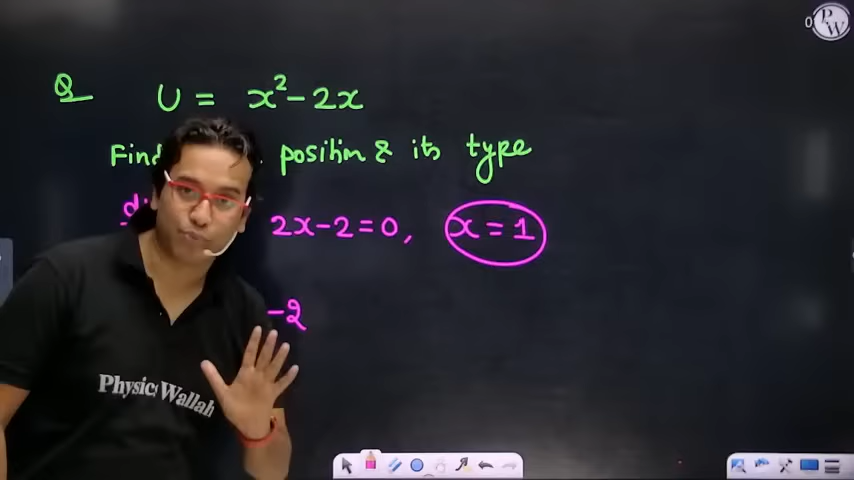 Q U = x² - 2x
Find position & its type
2x-2=0, x = 1
-2
Physics Wallah
PW